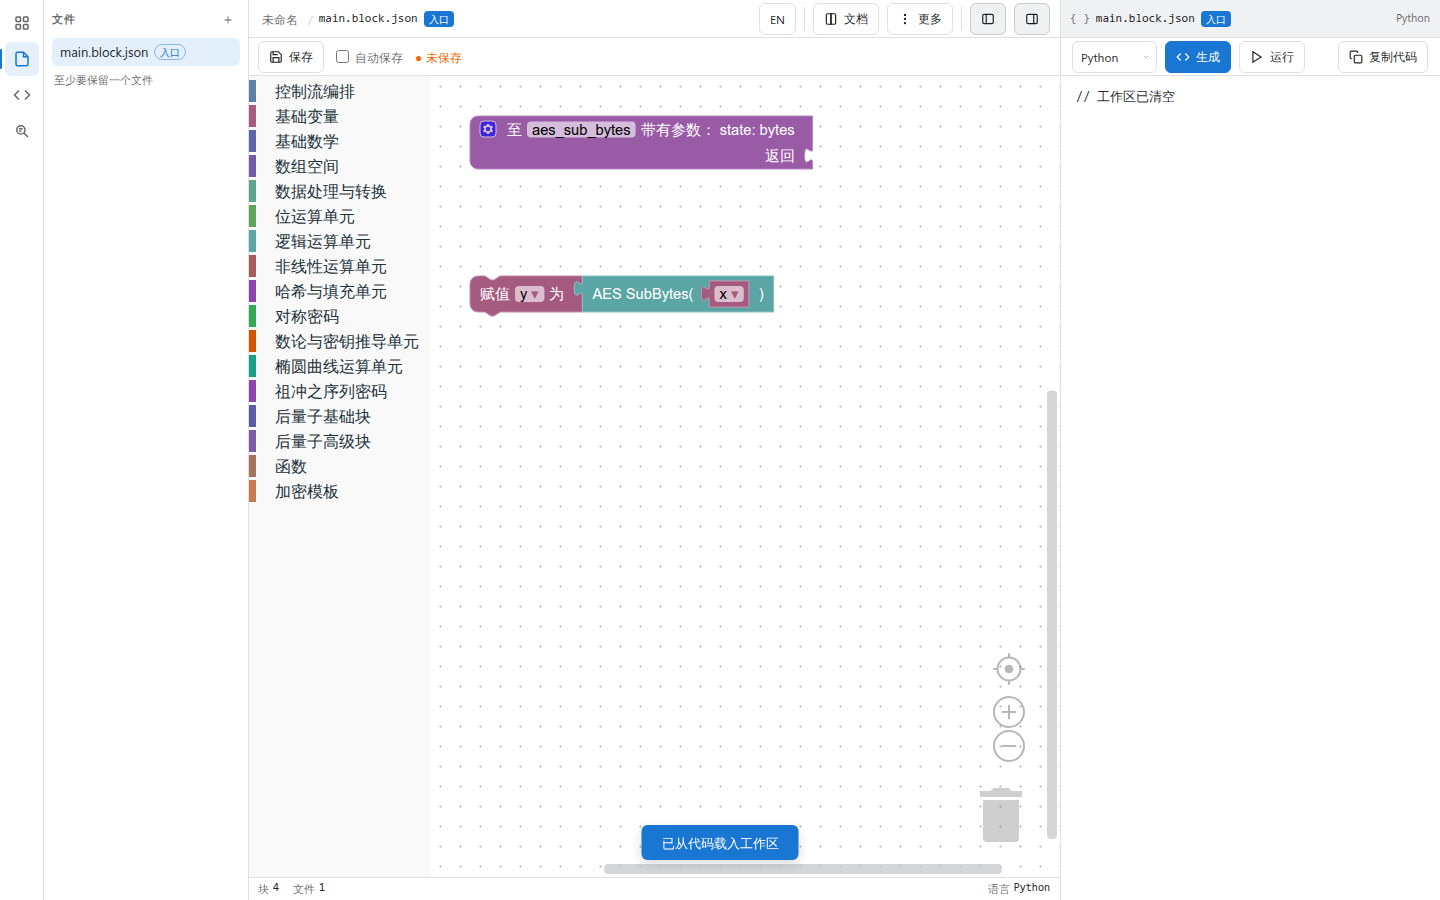 文件
+
未命名 / main.block.json 入口
EN
文档
更多
{ } main.block.json 入口
Python
main.block.json 入口
至少要保留一个文件
保存
自动保存
未保存
Python
生成
运行
复制代码
控制流编排
基础变量
基础数学
数组空间
数据处理与转换
位运算单元
逻辑运算单元
非线性运算单元
哈希与填充单元
对称密码
数论与密钥推导单元
椭圆曲线运算单元
祖冲之序列密码
后量子基础块
后量子高级块
函数
加密模板
至 aes_sub_bytes 带有参数： state: bytes
返回
赋值 y 为 AES SubBytes( x )
// 工作区已清空
已从代码载入工作区
块 4 文件 1
语言 Python